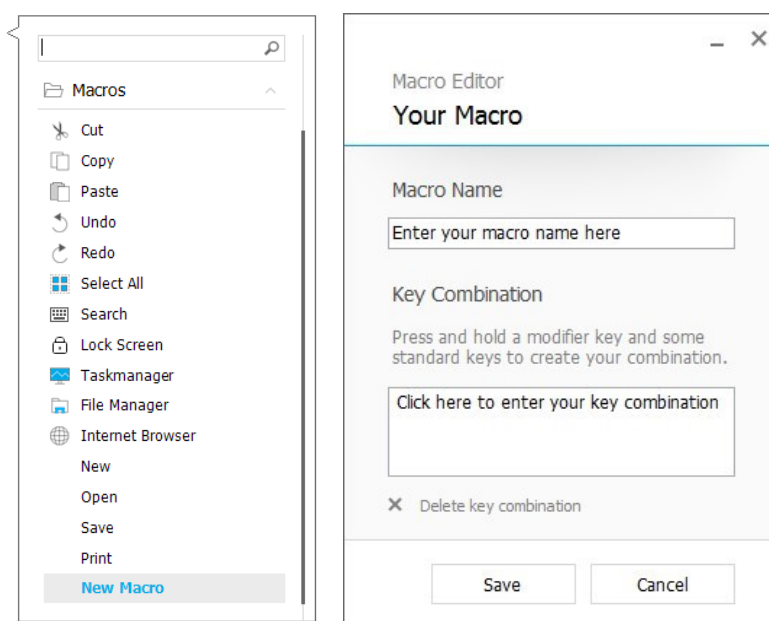 Macros
Cut
Copy
Paste
Undo
Redo
Select All
Search
Lock Screen
Taskmanager
File Manager
Internet Browser
New
Open
Save
Print
New Macro
Macro Editor
Your Macro
Macro Name
Enter your macro name here
Key Combination
Press and hold a modifier key and some
standard keys to create your combination.
Click here to enter your key combination
Delete key combination
Save
Cancel